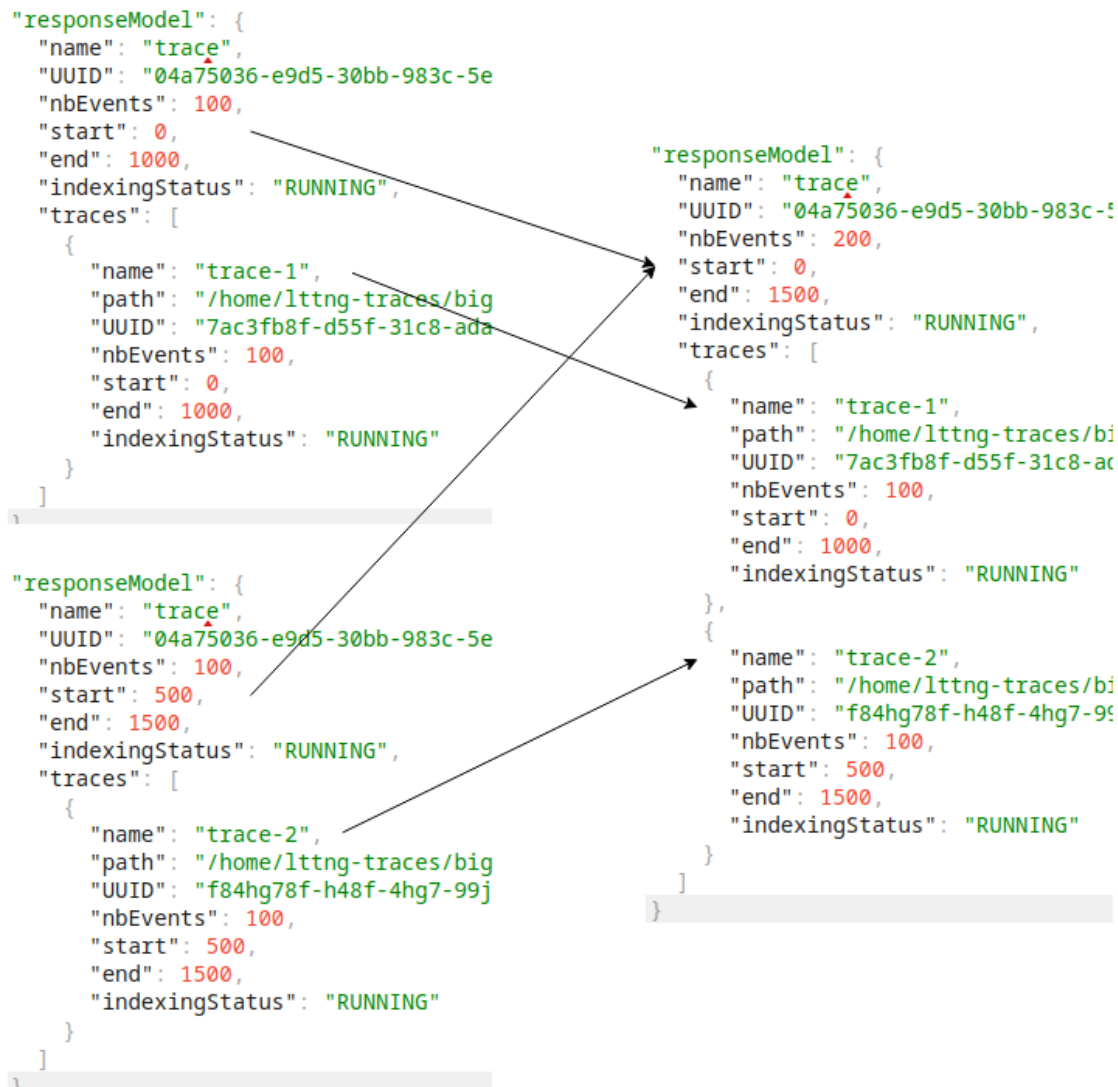 "responseModel": {
"name": "trace",
"UUID": "04a75036-e9d5-30bb-983c-5e
"nbEvents": 100,
"start": 0,
"end": 1000,
"indexingStatus": "RUNNING",
"traces": [
{
"name": "trace-1",
"path": "/home/lttng-traces/big
"UUID": "7ac3fb8f-d55f-31c8-ada
"nbEvents": 100,
"start": 0,
"end": 1000,
"indexingStatus": "RUNNING"
}
]
}
"responseModel": {
"name": "trace",
"UUID": "04a75036-e9d5-30bb-983c-5e
"nbEvents": 100,
"start": 500,
"end": 1500,
"indexingStatus": "RUNNING",
"traces": [
{
"name": "trace-2",
"path": "/home/lttng-traces/big
"UUID": "f84hg78f-h48f-4hg7-99j
"nbEvents": 100,
"start": 500,
"end": 1500,
"indexingStatus": "RUNNING"
}
]
}
"responseModel": {
"name": "trace",
"UUID": "04a75036-e9d5-30bb-983c-5
"nbEvents": 200,
"start": 0,
"end": 1500,
"indexingStatus": "RUNNING",
"traces": [
{
"name": "trace-1",
"path": "/home/lttng-traces/bi
"UUID": "7ac3fb8f-d55f-31c8-ad
"nbEvents": 100,
"start": 0,
"end": 1000,
"indexingStatus": "RUNNING"
},
{
"name": "trace-2",
"path": "/home/lttng-traces/bi
"UUID": "f84hg78f-h48f-4hg7-99
"nbEvents": 100,
"start": 500,
"end": 1500,
"indexingStatus": "RUNNING"
}
]
}